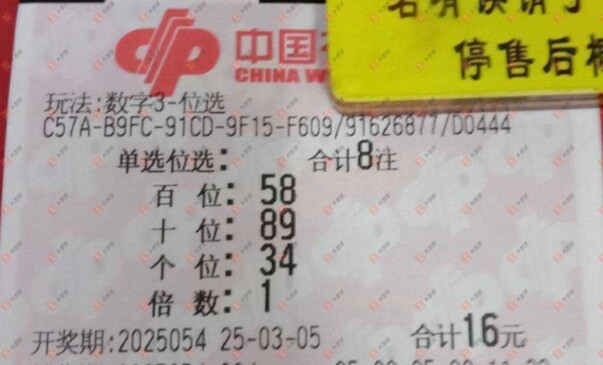 停售后
中国
CHINA W
玩法:数字3-位选
C57A-B9FC-91CD-9F15-F609/91626877/D0444
单选位选: 合计8注
百位: 58
十位: 89
个位: 34
倍数: 1
开奖期:2025054 25-03-05 合计16元